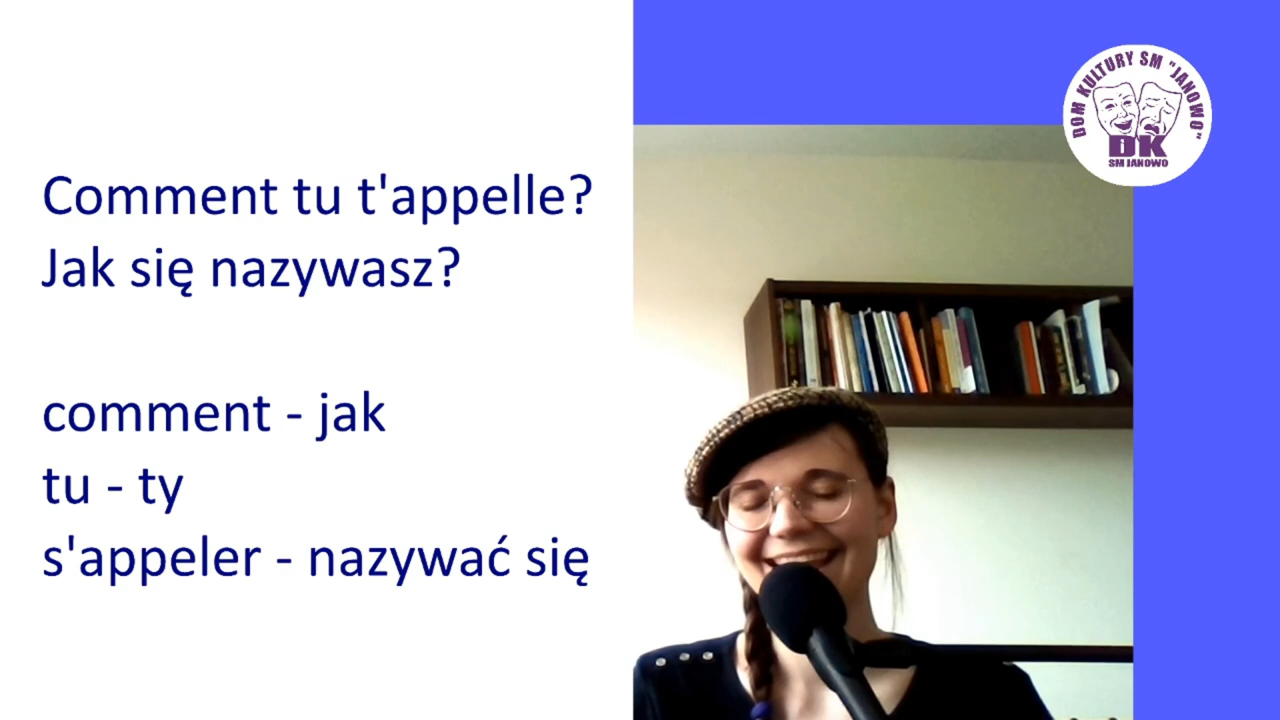 Comment tu t'appelle?
Jak się nazywasz?
comment - jak
tu - ty
s'appeler - nazywać się
DOM KULTURY SM "JANOWO"
DK
SM JANOWO